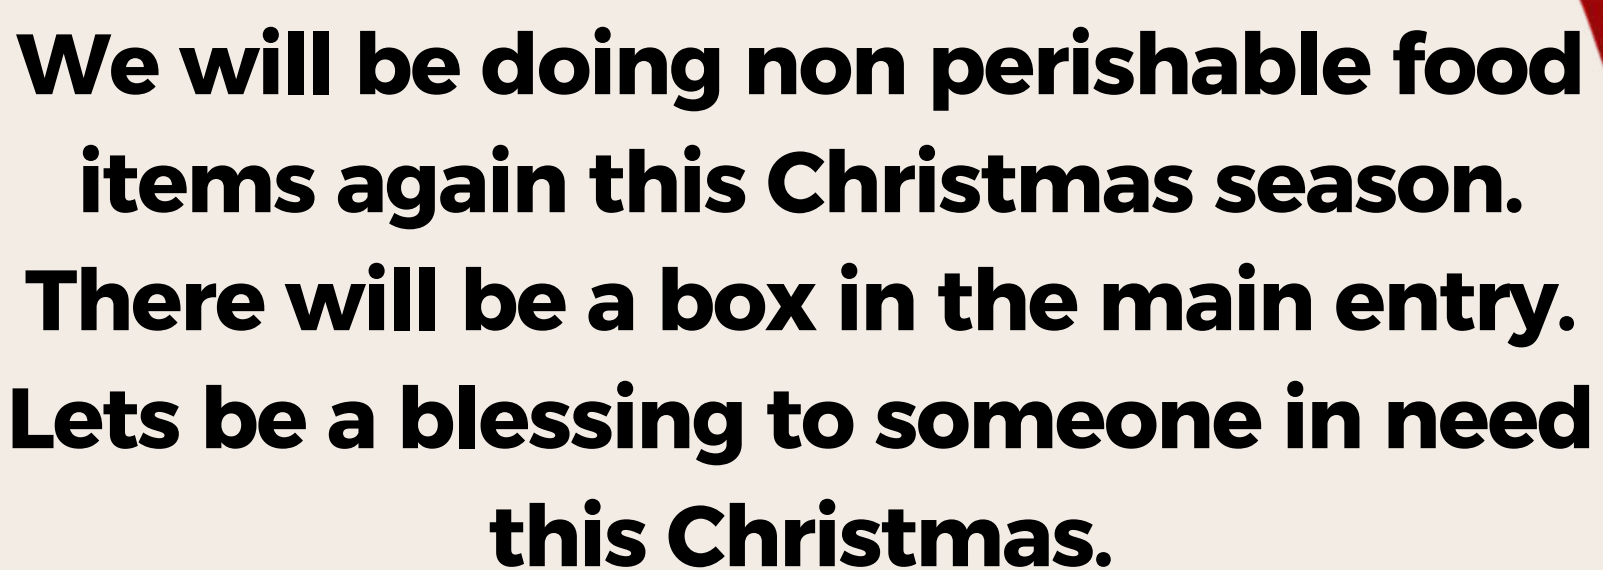 We will be doing non perishable food
items again this Christmas season.
There will be a box in the main entry.
Lets be a blessing to someone in need
this Christmas.